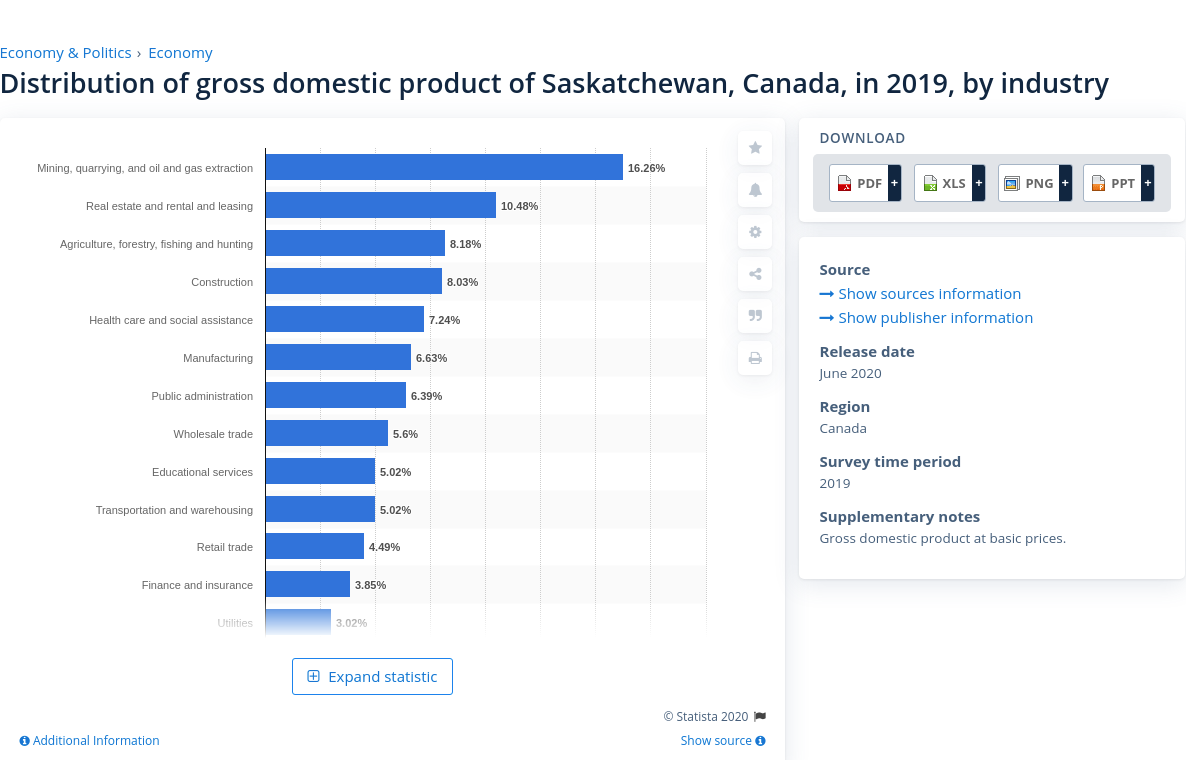 Economy & Politics › Economy
Distribution of gross domestic product of Saskatchewan, Canada, in 2019, by industry
Mining, quarrying, and oil and gas extraction 16.26%
Real estate and rental and leasing 10.48%
Agriculture, forestry, fishing and hunting 8.18%
Construction 8.03%
Health care and social assistance 7.24%
Manufacturing 6.63%
Public administration 6.39%
Wholesale trade 5.6%
Educational services 5.02%
Transportation and warehousing 5.02%
Retail trade 4.49%
Finance and insurance 3.85%
Utilities 3.02%
Expand statistic
© Statista 2020
Additional Information
Show source
DOWNLOAD
PDF + XLS + PNG + PPT +
Source
Show sources information
Show publisher information
Release date
June 2020
Region
Canada
Survey time period
2019
Supplementary notes
Gross domestic product at basic prices.